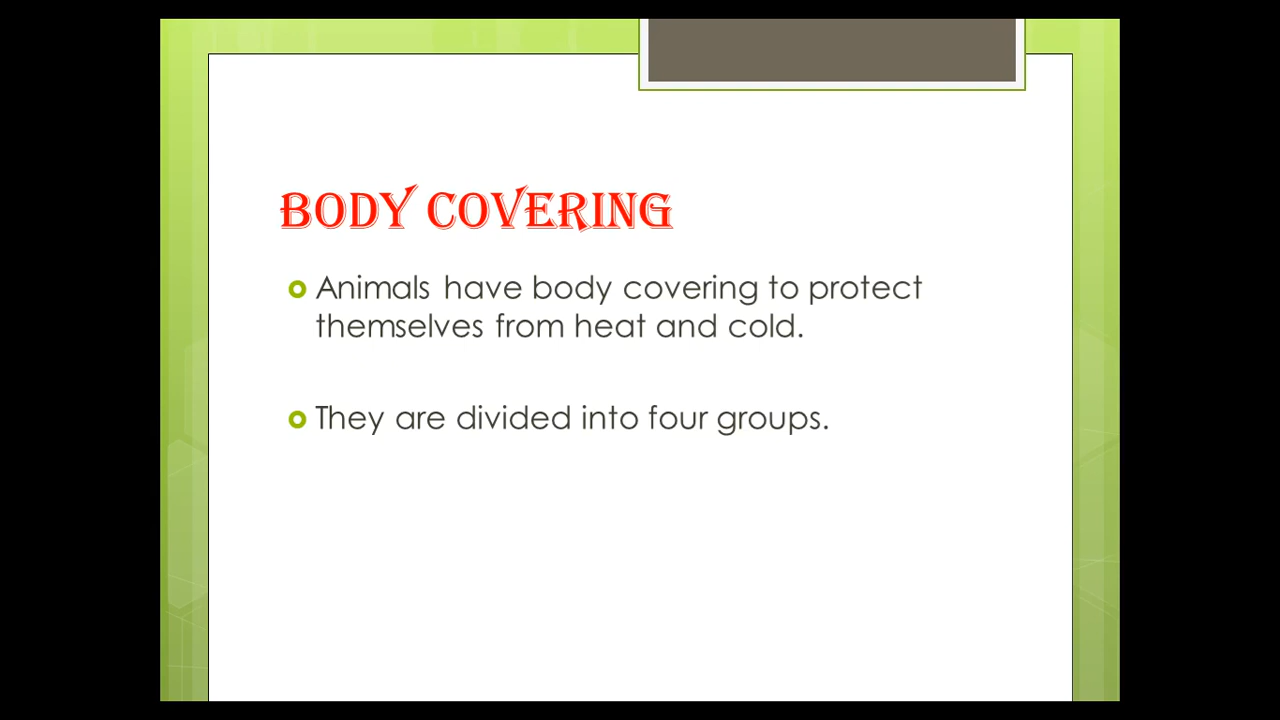 BODY COVERING
Animals have body covering to protect
themselves from heat and cold.
They are divided into four groups.